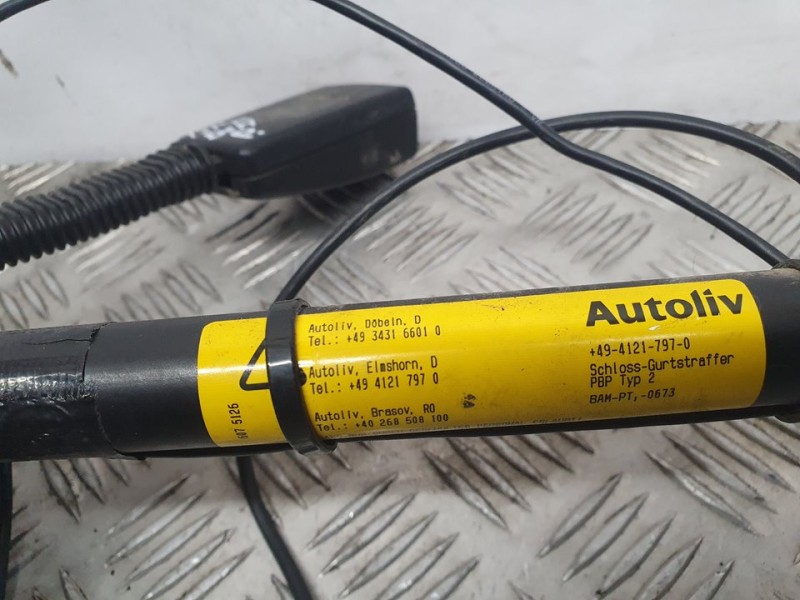 Autoliv, Döbeln, D
Tel.: +49 3431 6601 0
Autoliv, Elmshorn, D
Tel.: +49 4121 797 0
Autoliv, Brasov, RO
Tel.: +40 268 508 100
607 5126
Autoliv
+49-4121-797-0
Schloss-Gurtstraffer
PBP Typ 2
BAM-PT₁-0673